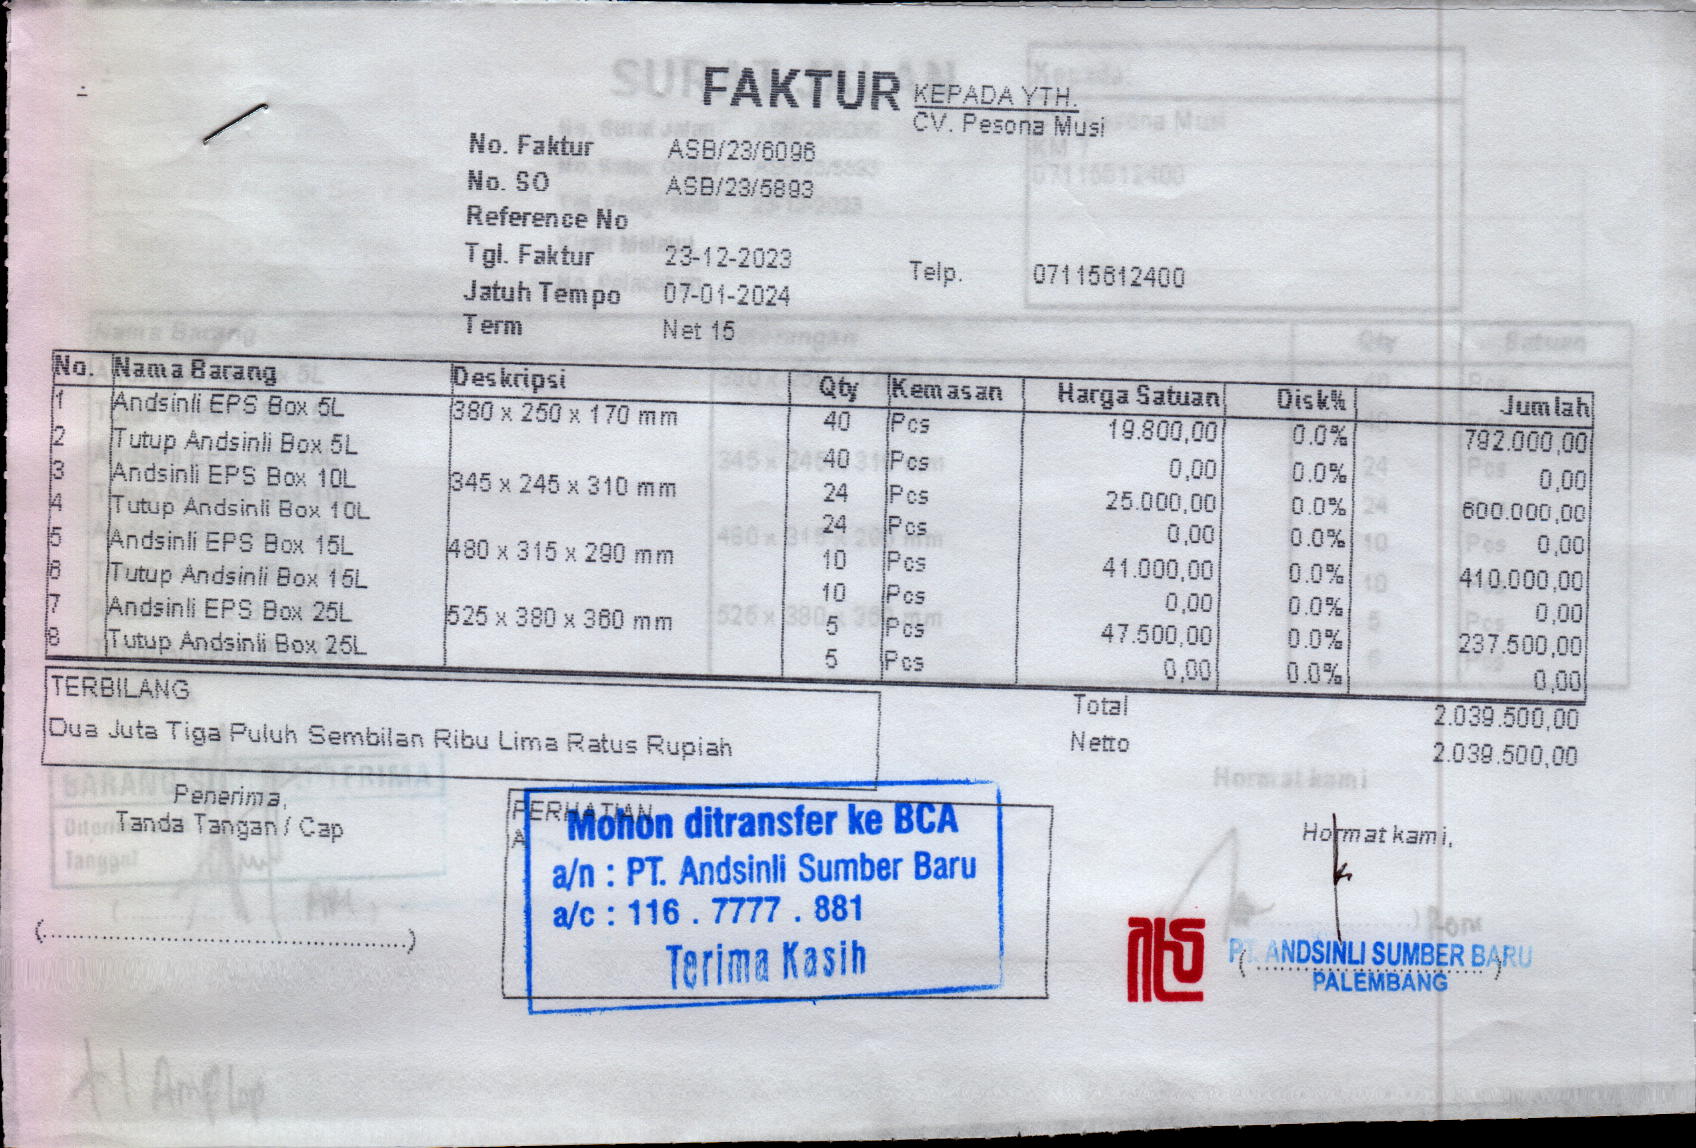 FAKTUR
KEPADA YTH.
CV. Pesona Musi
No. Faktur ASB/23/6096
No. SO ASB/23/5893
Reference No
Tgl. Faktur 23-12-2023
Telp. 07115612400
Jatuh Tempo 07-01-2024
Term Net 15
No. Nama Barang Deskripsi Qty Kemasan Harga Satuan Disk% Jumlah
1 Andsinli EPS Box 5L 380 x 250 x 170 mm 40 Pcs 19.800,00 0.0% 792.000,00
2 Tutup Andsinli Box 5L 40 Pcs 0,00 0.0% 0,00
3 Andsinli EPS Box 10L 345 x 245 x 310 mm 24 Pcs 25.000,00 0.0% 600.000,00
4 Tutup Andsinli Box 10L 24 Pcs 0,00 0.0% 0,00
5 Andsinli EPS Box 15L 480 x 315 x 290 mm 10 Pcs 41.000,00 0.0% 410.000,00
6 Tutup Andsinli Box 15L 10 Pcs 0,00 0.0% 0,00
7 Andsinli EPS Box 25L 525 x 380 x 360 mm 5 Pcs 47.500,00 0.0% 237.500,00
8 Tutup Andsinli Box 25L 5 Pcs 0,00 0.0% 0,00
TERBILANG
Dua Juta Tiga Puluh Sembilan Ribu Lima Ratus Rupiah
Total 2.039.500,00
Netto 2.039.500,00
Penerima,
Tanda Tangan / Cap
(..........................................)
PERHATIAN
Mohon ditransfer ke BCA
a/n : PT. Andsinli Sumber Baru
a/c : 116 . 7777 . 881
Terima Kasih
Hormat kami,
PT. ANDSINLI SUMBER BARU
PALEMBANG